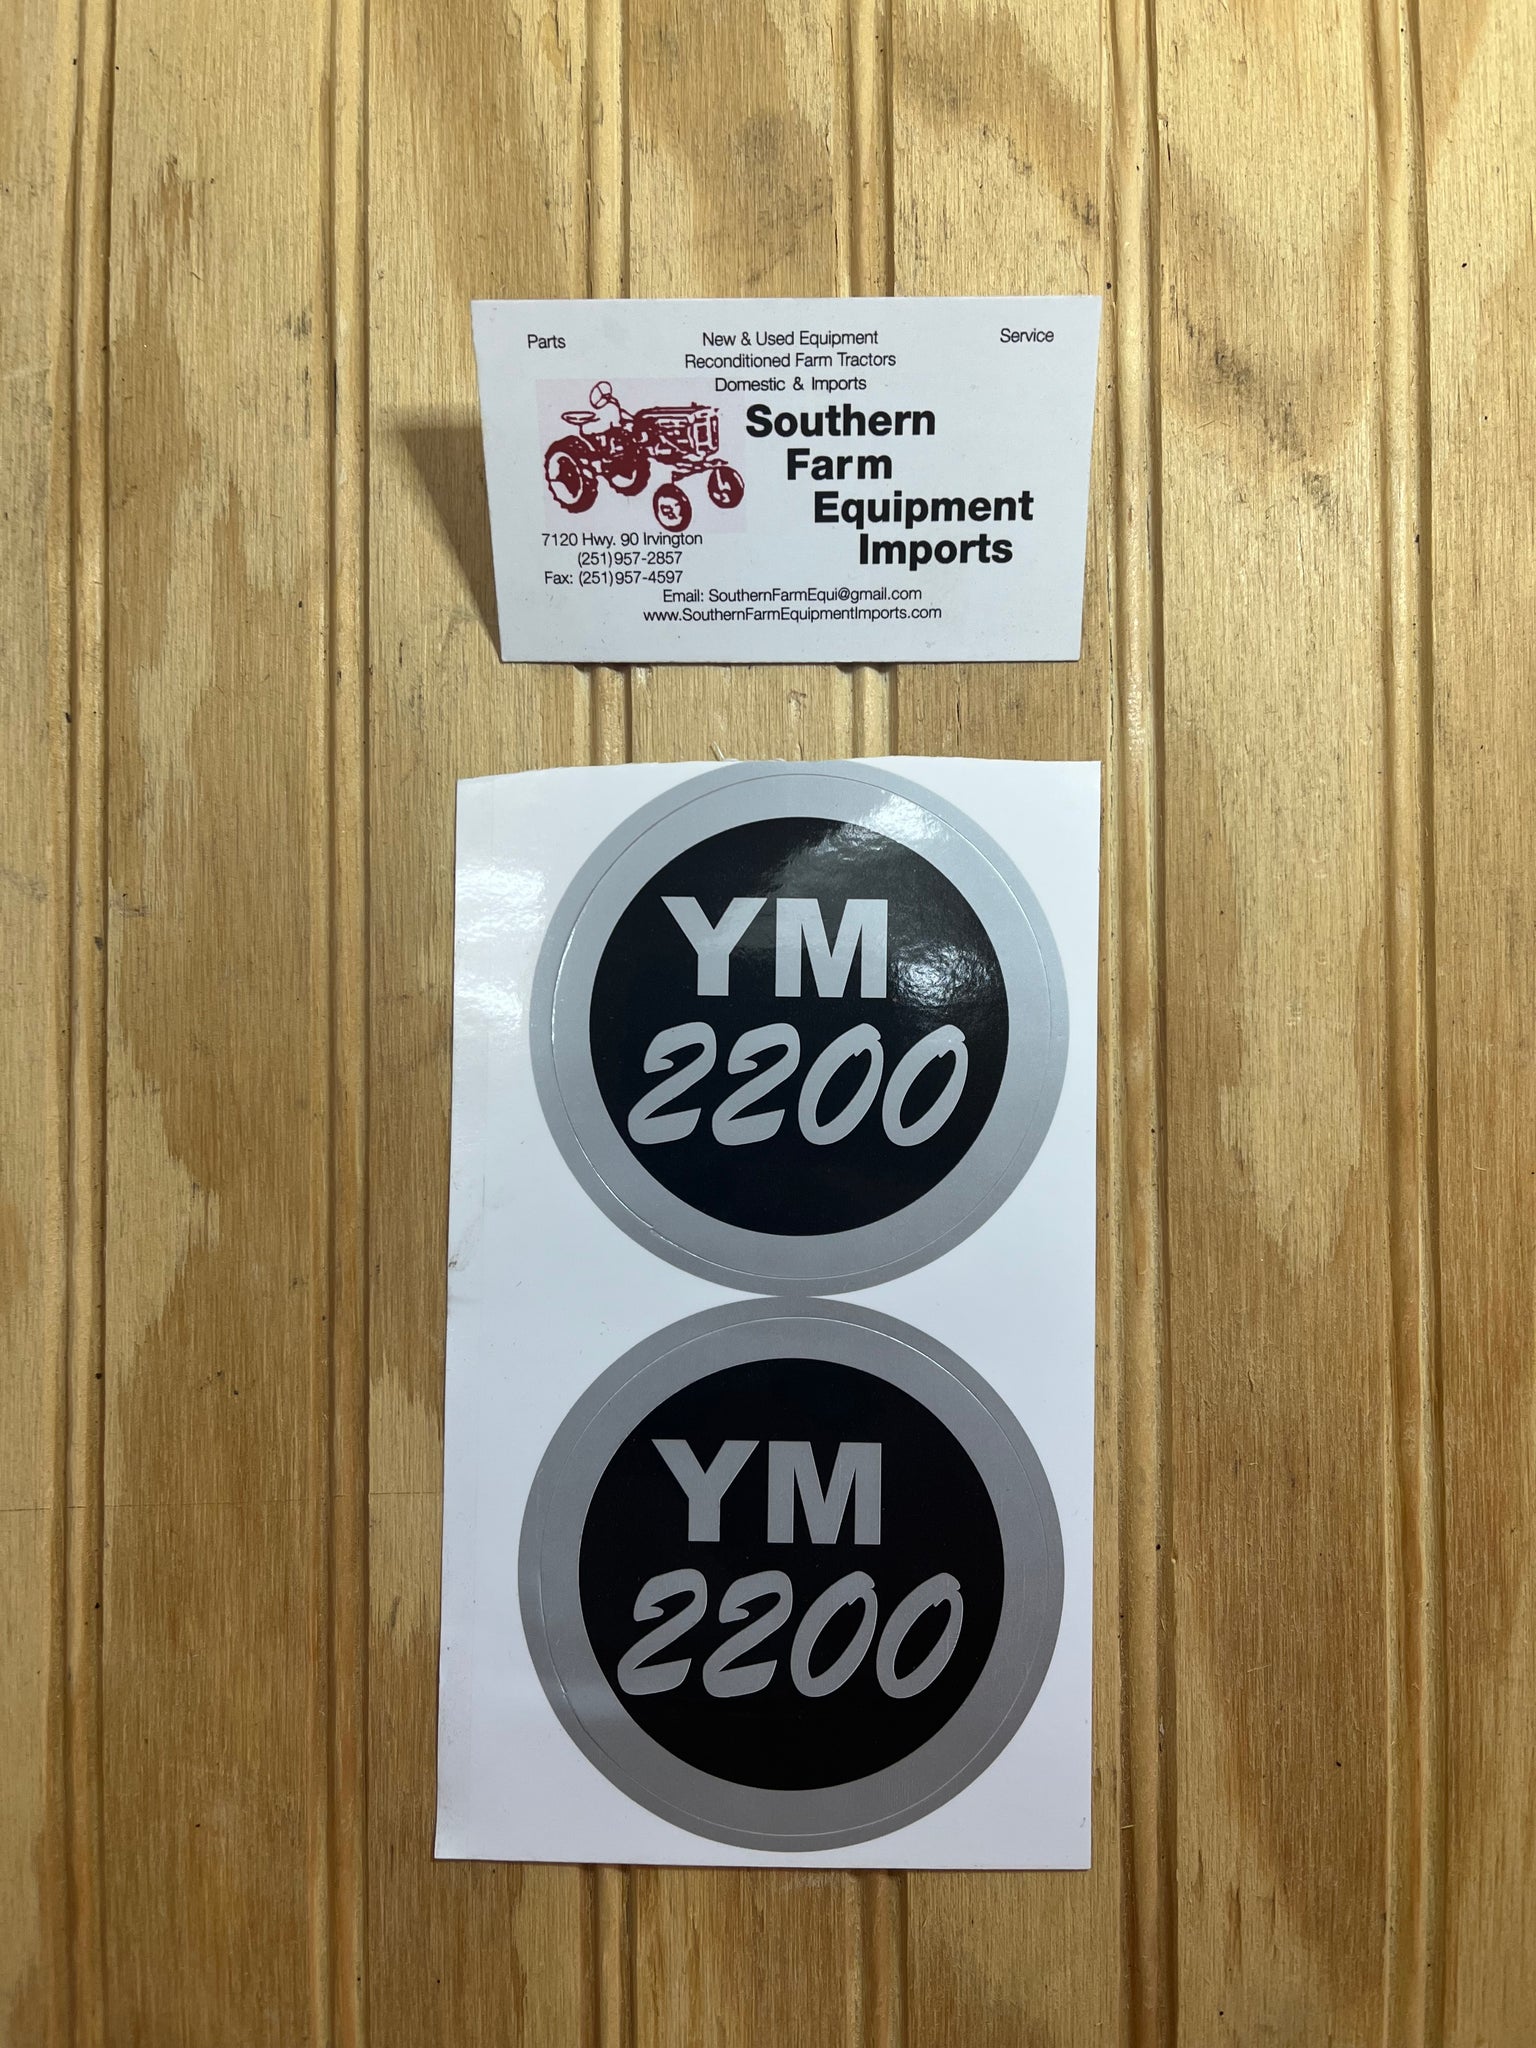 Parts
New & Used Equipment
Service
Reconditioned Farm Tractors
Domestic & Imports
Southern
Farm
Equipment
Imports
7120 Hwy. 90 Irvington
(251)957-2857
Fax: (251)957-4597
Email: SouthernFarmEqui@gmail.com
www.SouthernFarmEquipmentImports.com
YM
2200
YM
2200